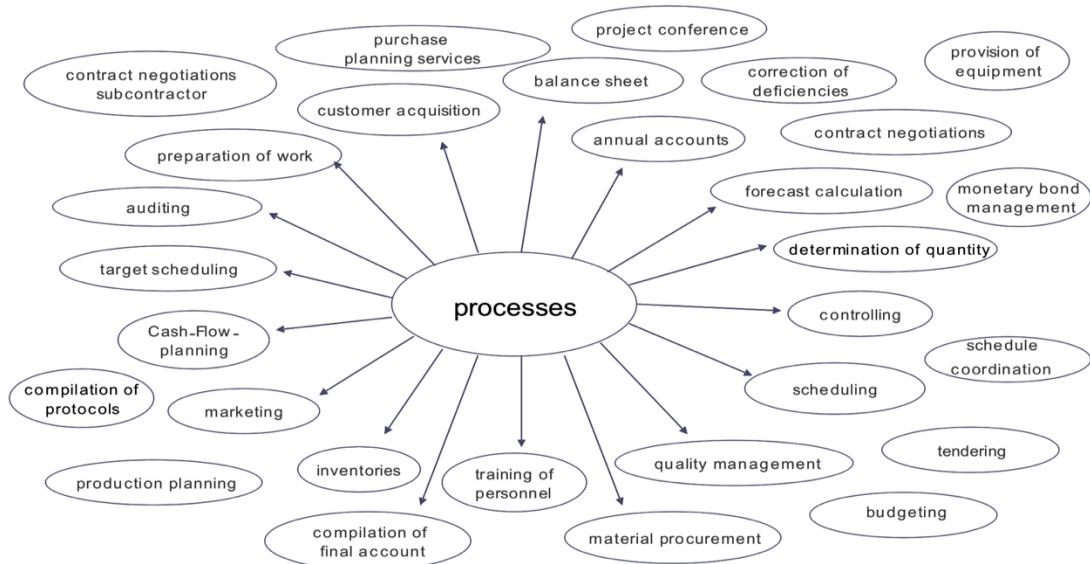 project conference
purchase
planning services
provision of
equipment
contract negotiations
subcontractor
balance sheet
correction of
deficiencies
customer acquisition
annual accounts
contract negotiations
preparation of work
forecast calculation
monetary bond
management
auditing
determination of quantity
target scheduling
processes
controlling
Cash-Flow-
planning
schedule
coordination
compilation of
protocols
marketing
scheduling
inventories
training of
personnel
quality management
tendering
production planning
budgeting
compilation of
final account
material procurement